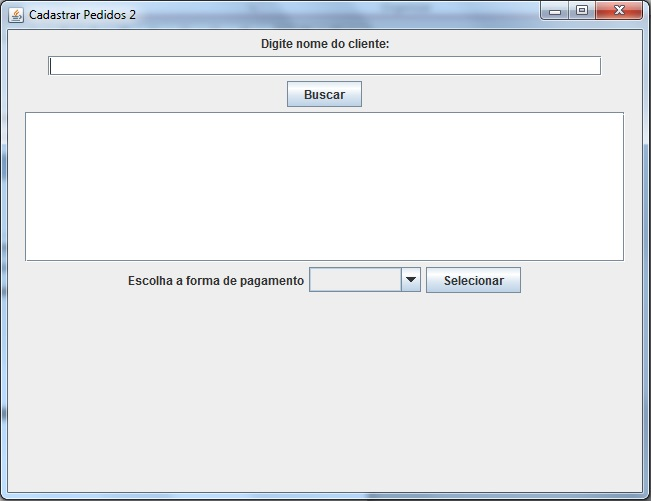 Cadastrar Pedidos 2
Digite nome do cliente:
Buscar
Escolha a forma de pagamento
Selecionar